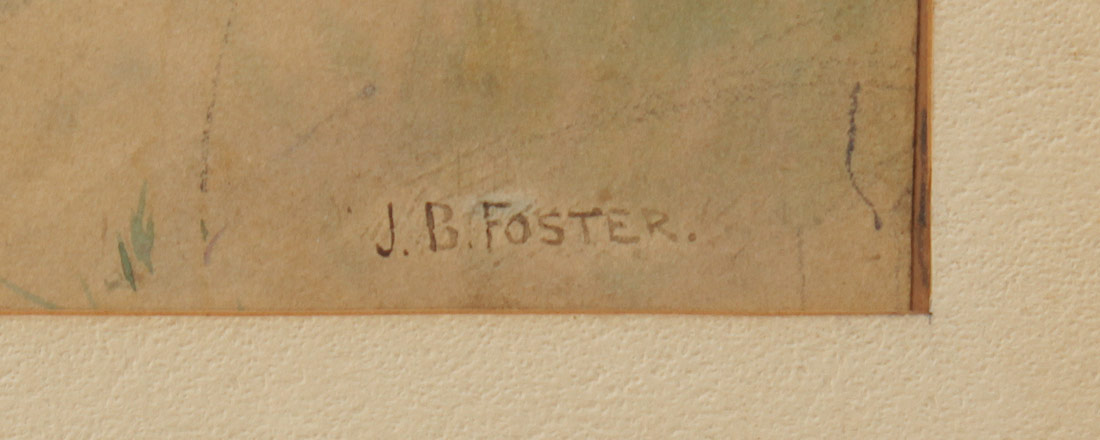 J. B. FOSTER.